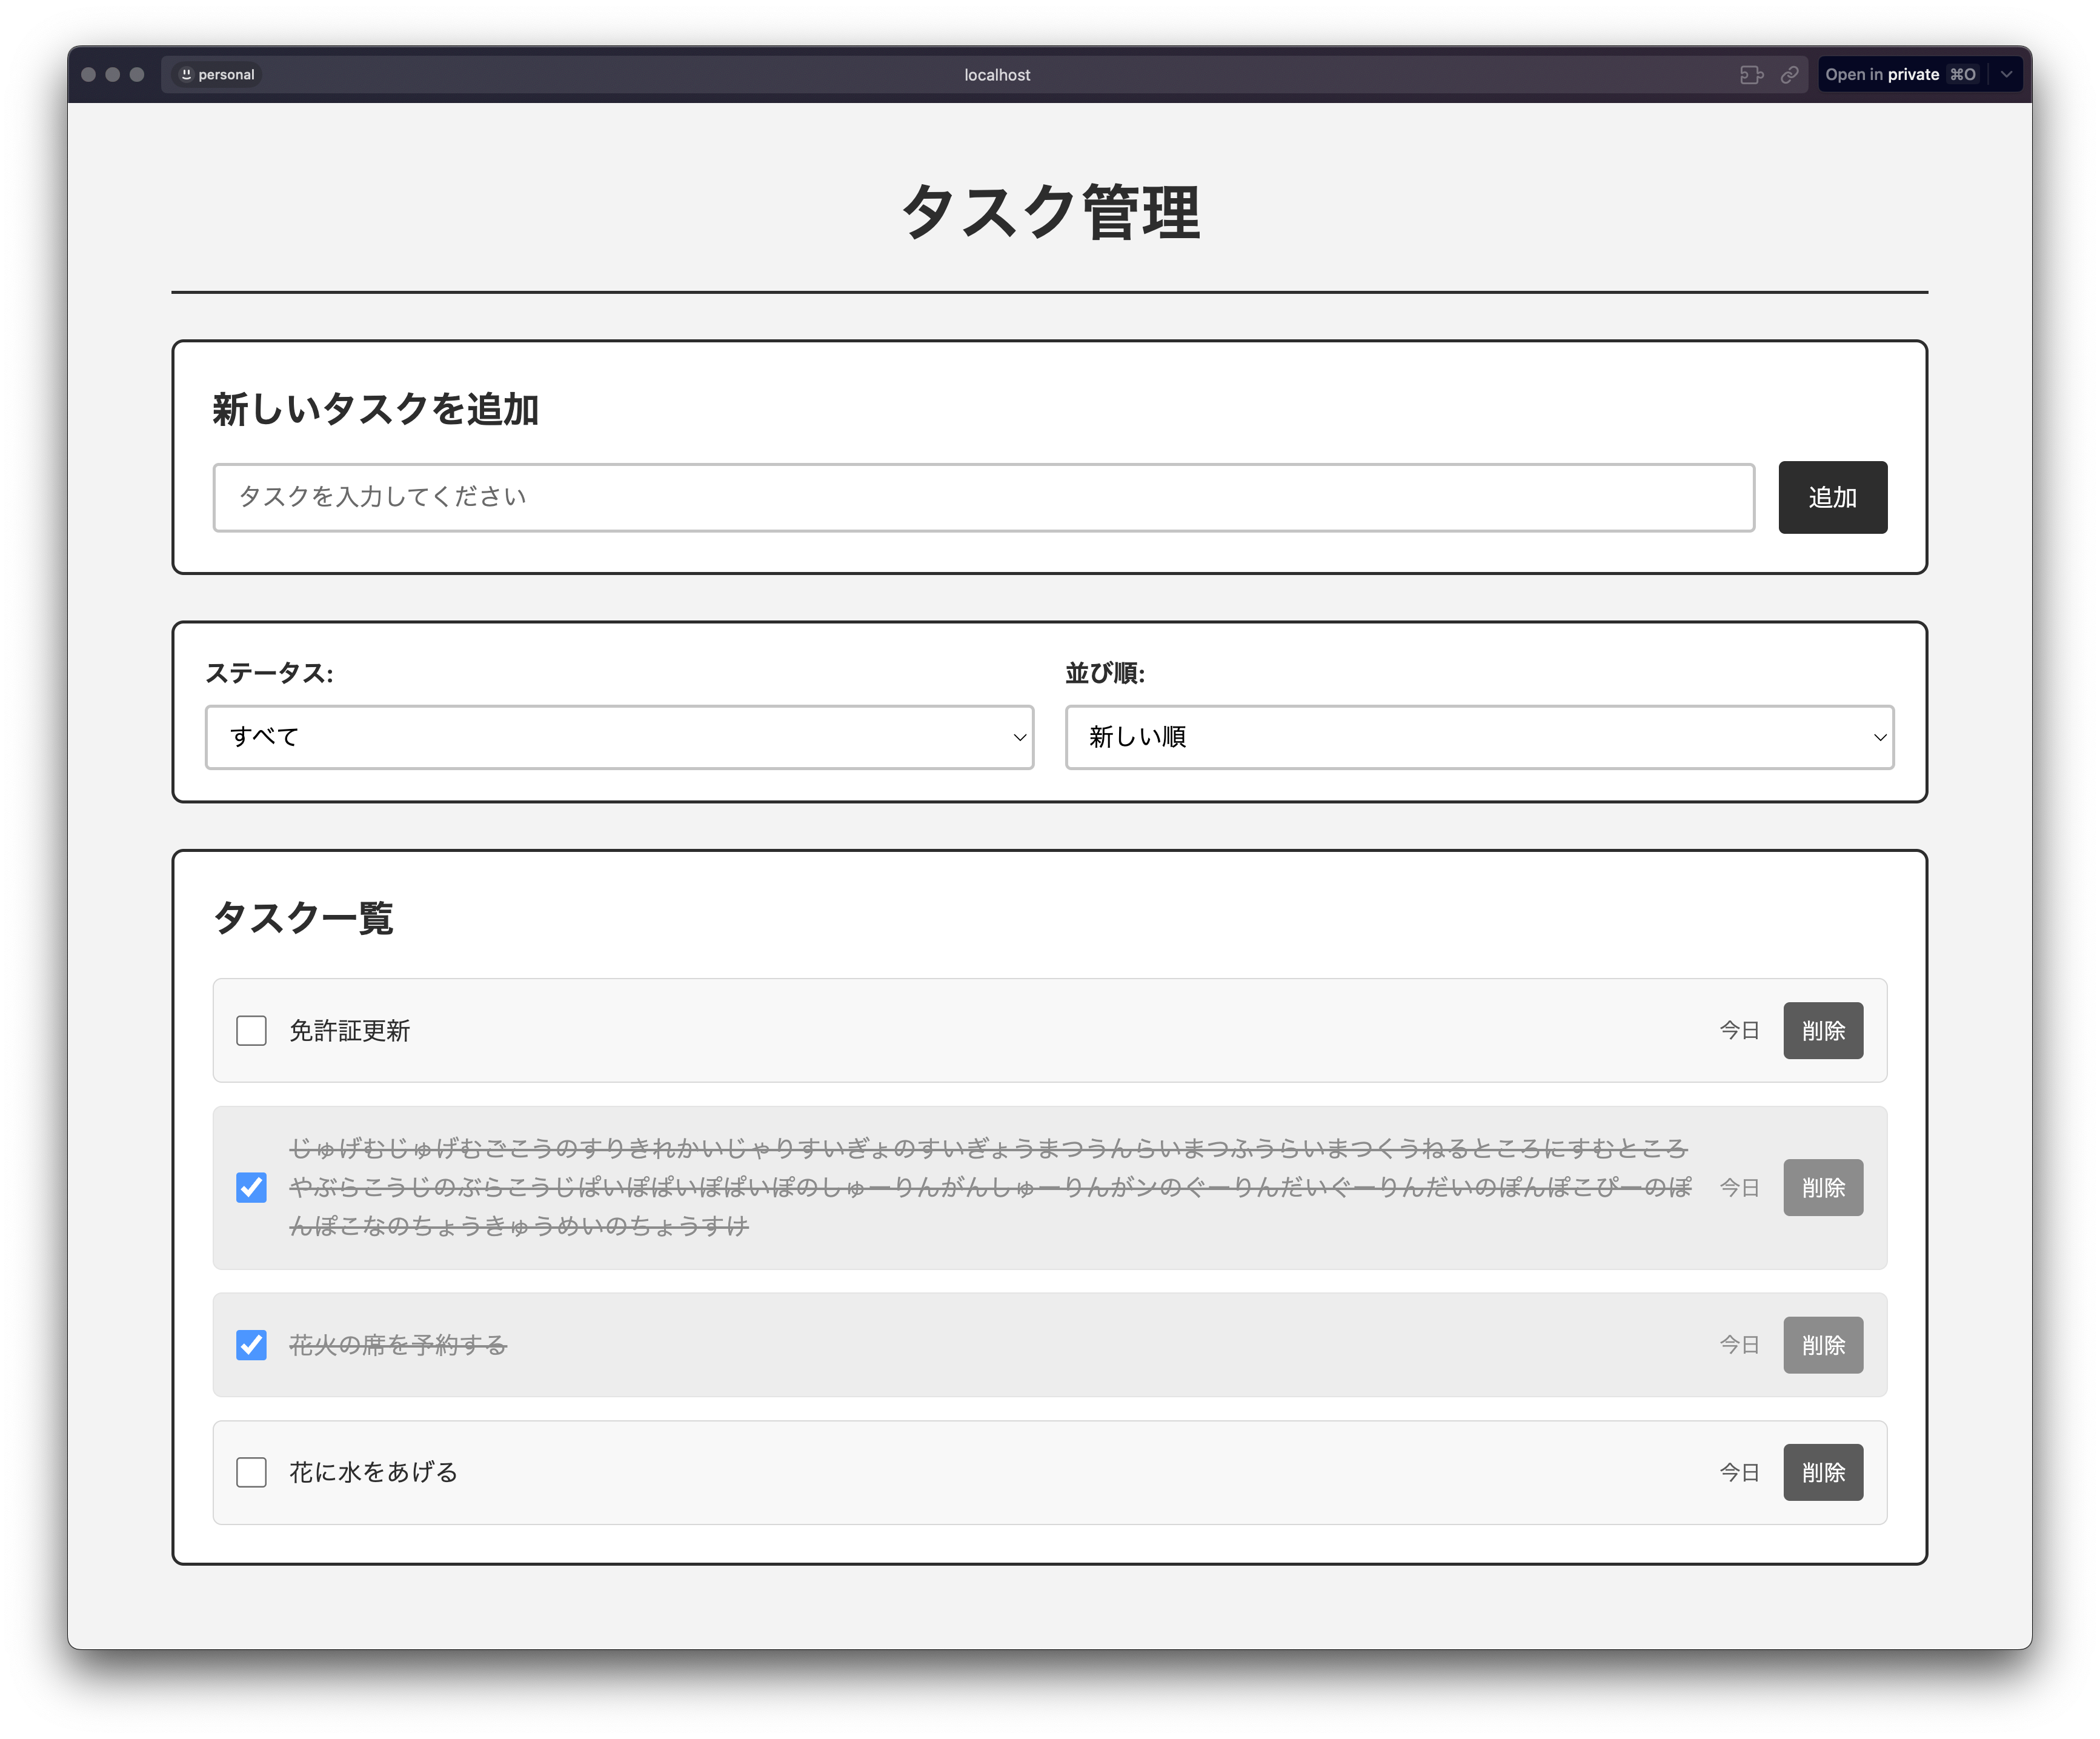 personal
localhost
Open in private ⌘O
タスク管理
新しいタスクを追加
タスクを入力してください
追加
ステータス:
並び順:
すべて
新しい順
タスク一覧
免許証更新
今日
削除
じゅげむじゅげむごこうのすりきれかいじゃりすいぎょのすいぎょうまつうんらいまつふうらいまつくうねるところにすむところ
やぶらこうじのぶらこうじぱいぽぱいぽぱいぽのしゅーりんがんしゅーりんがンのぐーりんだいぐーりんだいのぽんぽこぴーのぽ
んぽこなのちょうきゅうめいのちょうすけ
今日
削除
花火の席を予約する
今日
削除
花に水をあげる
今日
削除